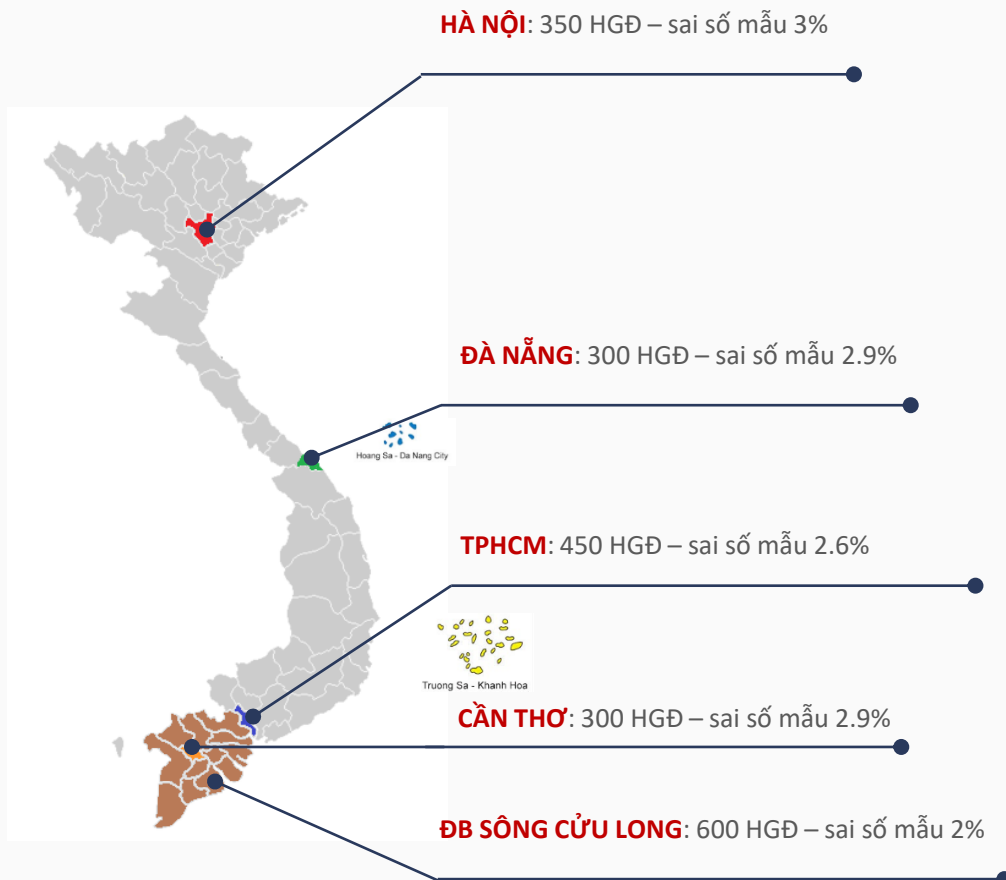 HÀ NỘI: 350 HGĐ – sai số mẫu 3%
ĐÀ NẴNG: 300 HGĐ – sai số mẫu 2.9%
Hoang Sa - Da Nang City
TPHCM: 450 HGĐ – sai số mẫu 2.6%
Truong Sa - Khanh Hoa
CẦN THƠ: 300 HGĐ – sai số mẫu 2.9%
ĐB SÔNG CỬU LONG: 600 HGĐ – sai số mẫu 2%